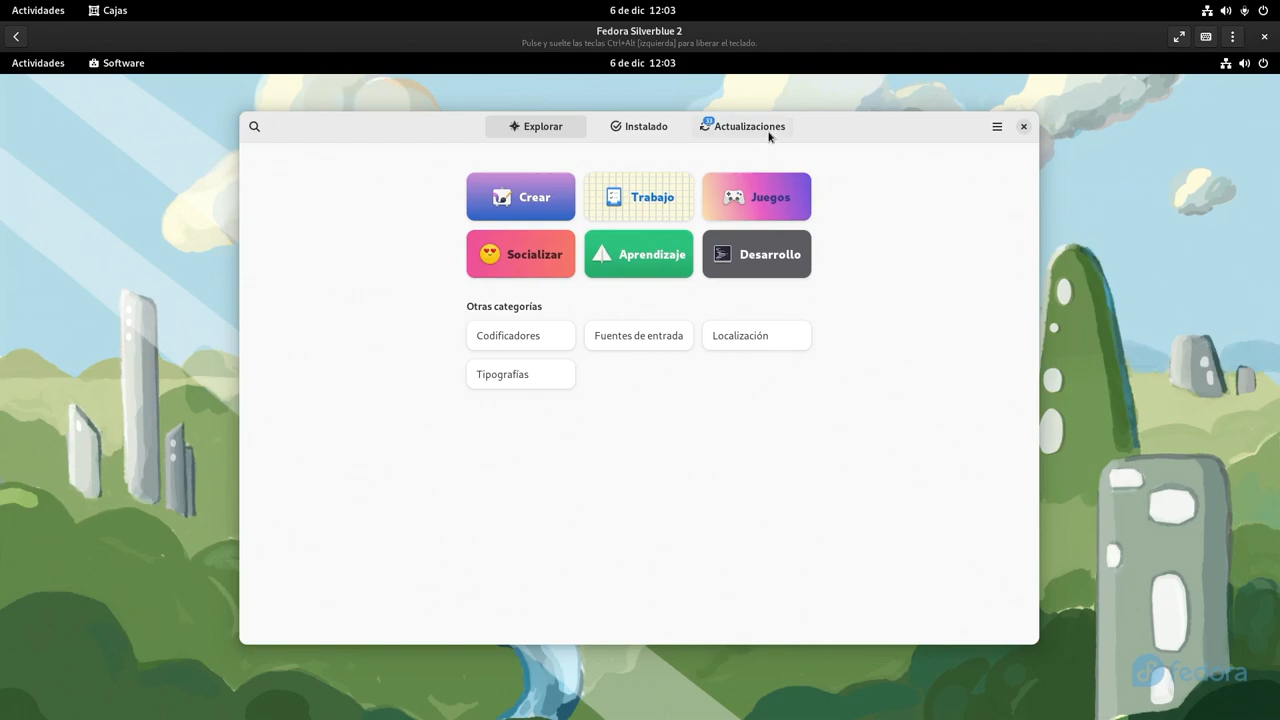 Actividades Cajas 6 de dic 12:03
Fedora Silverblue 2
Pulse y suelte las teclas Ctrl+Alt [izquierda] para liberar el teclado.
Actividades Software 6 de dic 12:03
Explorar Instalado 33 Actualizaciones
Crear Trabajo Juegos
Socializar Aprendizaje Desarrollo
Otras categorías
Codificadores Fuentes de entrada Localización
Tipografías
fedora